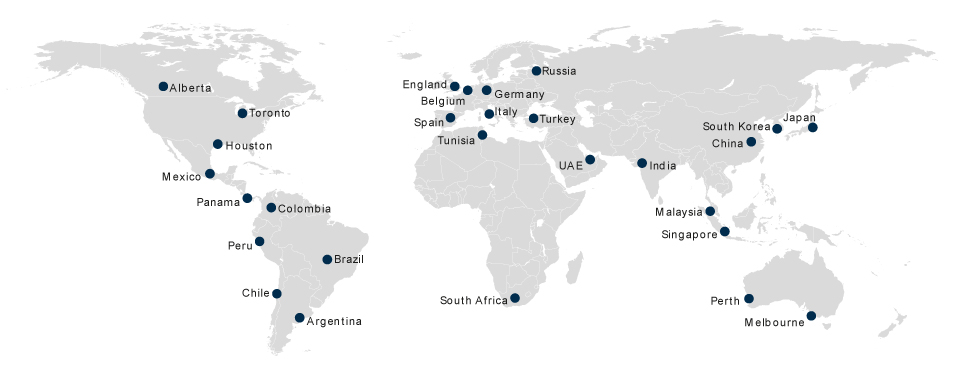 Alberta
Toronto
Houston
Mexico
Panama
Colombia
Peru
Brazil
Chile
Argentina
Russia
England
Belgium
Germany
Italy
Spain
Turkey
Tunisia
UAE
India
South Korea
Japan
China
Malaysia
Singapore
South Africa
Perth
Melbourne